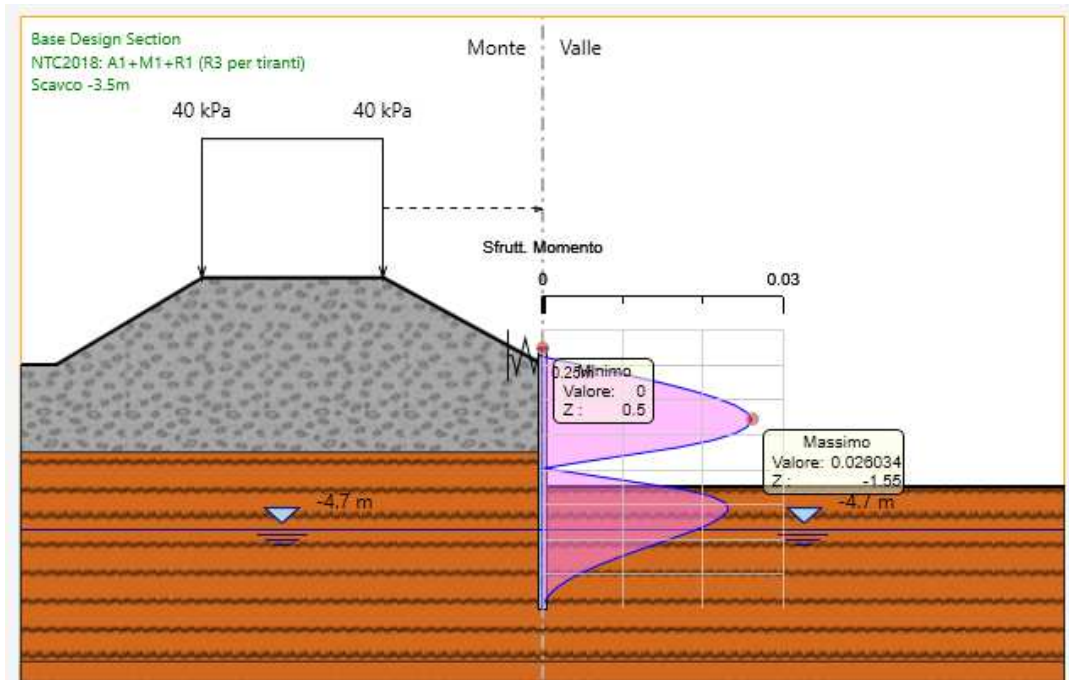 Base Design Section
NTC2018: A1+M1+R1 (R3 per tiranti)
Scavco -3.5m
Monte
Valle
40 kPa
40 kPa
Sfrutt. Momento
0
0.03
0.25m
Minimo
Valore: 0
Z : 0.5
Massimo
Valore: 0.026034
Z : -1.55
-4.7 m
-4.7 m